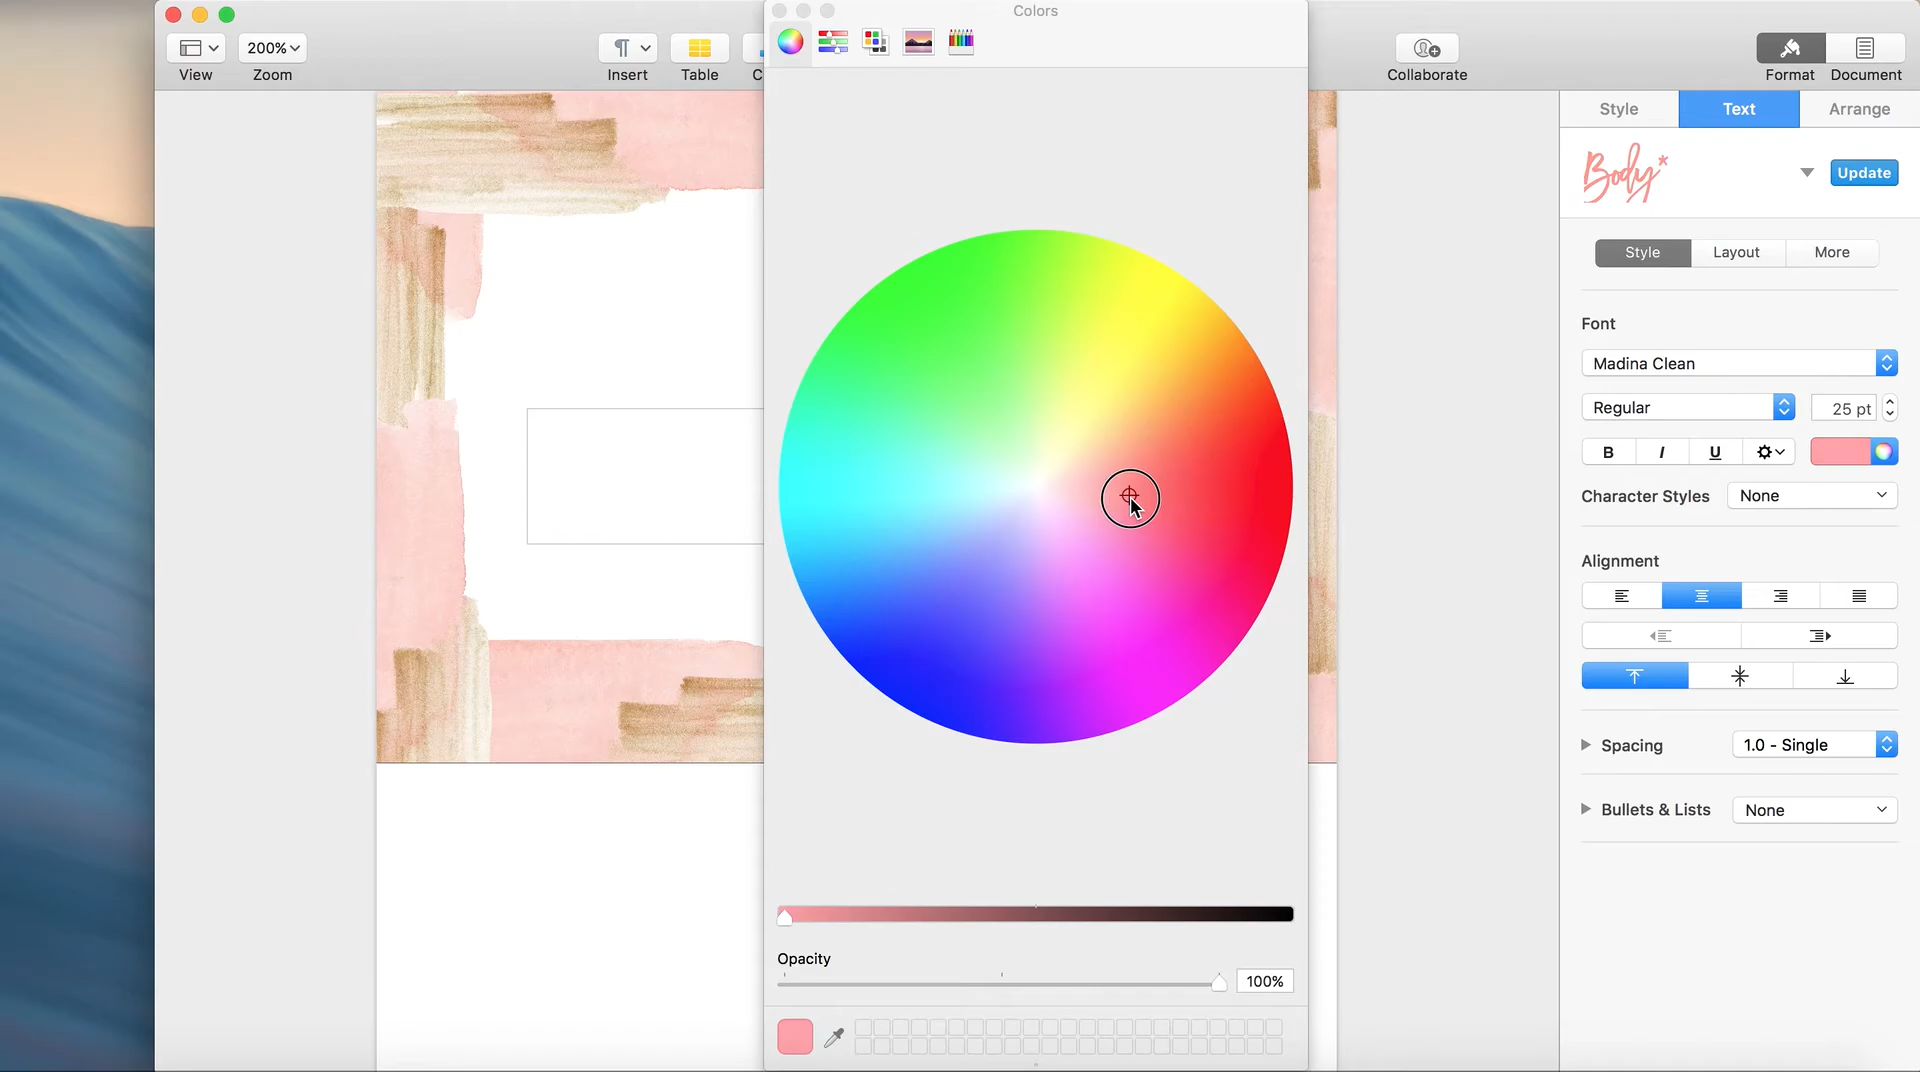 Colors
200%
View
Zoom
Insert
Table
C
Collaborate
Format
Document
Style
Text
Arrange
Body*
Update
Style
Layout
More
Font
Madina Clean
Regular
25 pt
B
I
U
Character Styles
None
Alignment
Spacing
1.0 - Single
Bullets & Lists
None
Opacity
100%